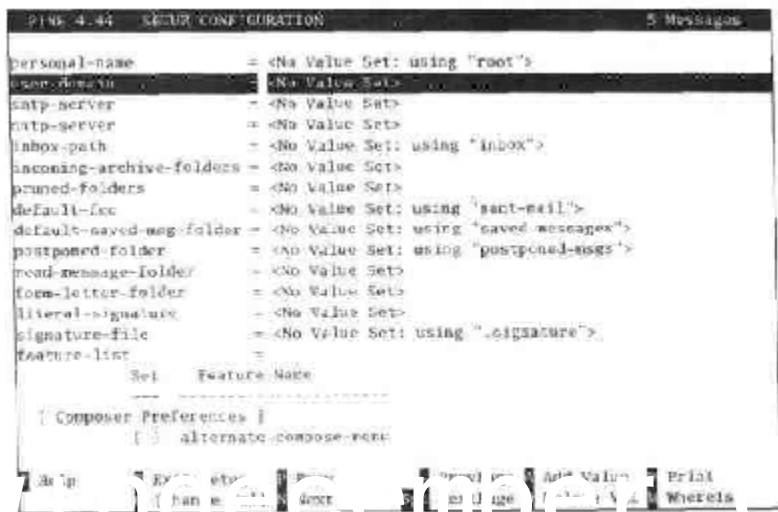 PINE 4.44 SETUP CONFIGURATION 5 Messages
personal-name = <No Value Set: using "root">
user-domain = <No Value Set>
smtp-server = <No Value Set>
nntp-server = <No Value Set>
inbox-path = <No Value Set: using "inbox">
incoming-archive-folders = <No Value Set>
pruned-folders = <No Value Set>
default-fcc = <No Value Set: using "sent-mail">
default-saved-msg-folder = <No Value Set: using "saved-messages">
postponed-folder = <No Value Set: using "postponed-msgs">
read-message-folder = <No Value Set>
form-letter-folder = <No Value Set>
literal-signature = <No Value Set>
signature-file = <No Value Set: using ".signature">
feature-list =
Set Feature Name
--- ----------------------
[ Composer Preferences ]
[ ] alternate-compose-menu
Help Add Value Print
Next WhereIs